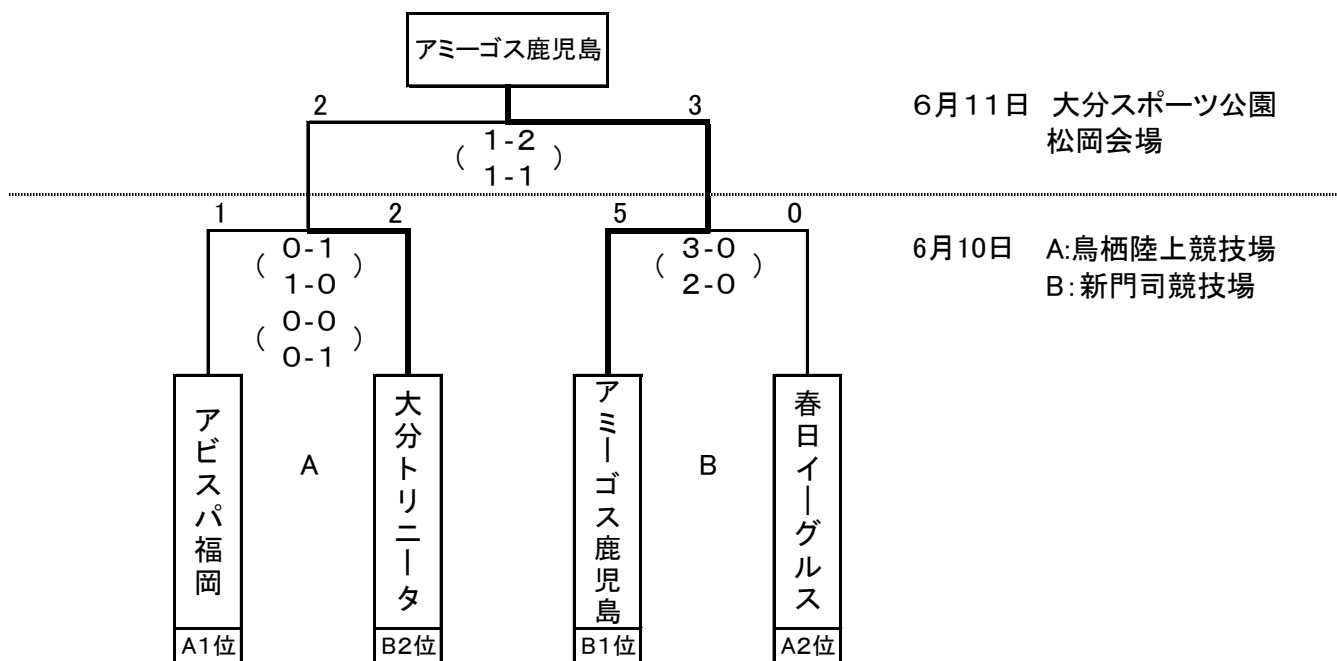 アミーゴス鹿児島
2 3
6月11日 大分スポーツ公園
松岡会場
( 1-2
1-1 )
1 2 5 0
6月10日 A:鳥栖陸上競技場
B:新門司競技場
( 0-1
1-0 )
( 0-0
0-1 )
( 3-0
2-0 )
アビスパ福岡
A
大分トリニータ
アミーゴス鹿児島
B
春日イーグルス
A1位 B2位 B1位 A2位